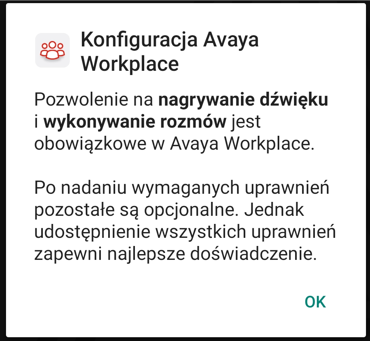 Konfiguracja Avaya
Workplace
Pozwolenie na nagrywanie dźwięku
i wykonywanie rozmów jest
obowiązkowe w Avaya Workplace.
Po nadaniu wymaganych uprawnień
pozostałe są opcjonalne. Jednak
udostępnienie wszystkich uprawnień
zapewni najlepsze doświadczenie.
OK